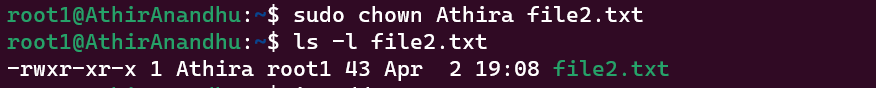 root1@AthirAnandhu:~$ sudo chown Athira file2.txt
root1@AthirAnandhu:~$ ls -l file2.txt
-rwxr-xr-x 1 Athira root1 43 Apr  2 19:08 file2.txt